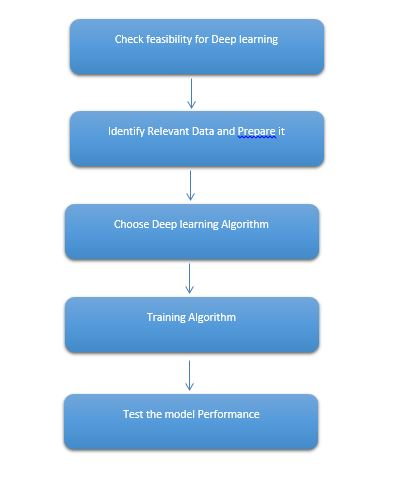 Check feasibility for Deep learning
Identify Relevant Data and Prepare it
Choose Deep learning Algorithm
Training Algorithm
Test the model Performance